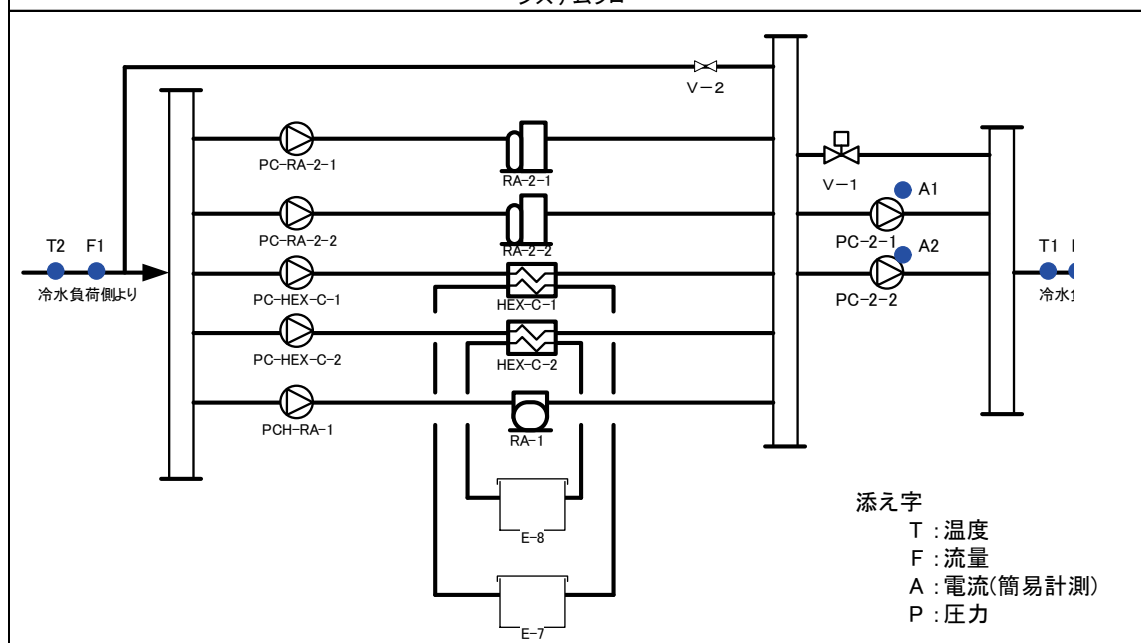 V-2
PC-RA-2-1
RA-2-1
V-1
A1
PC-RA-2-2
RA-2-2
PC-2-1
A2
T2 F1
冷水負荷側より
PC-HEX-C-1
HEX-C-1
PC-2-2
T1
冷水
PC-HEX-C-2
HEX-C-2
PCH-RA-1
RA-1
E-8
E-7
添え字
T:温度
F:流量
A:電流(簡易計測)
P:圧力